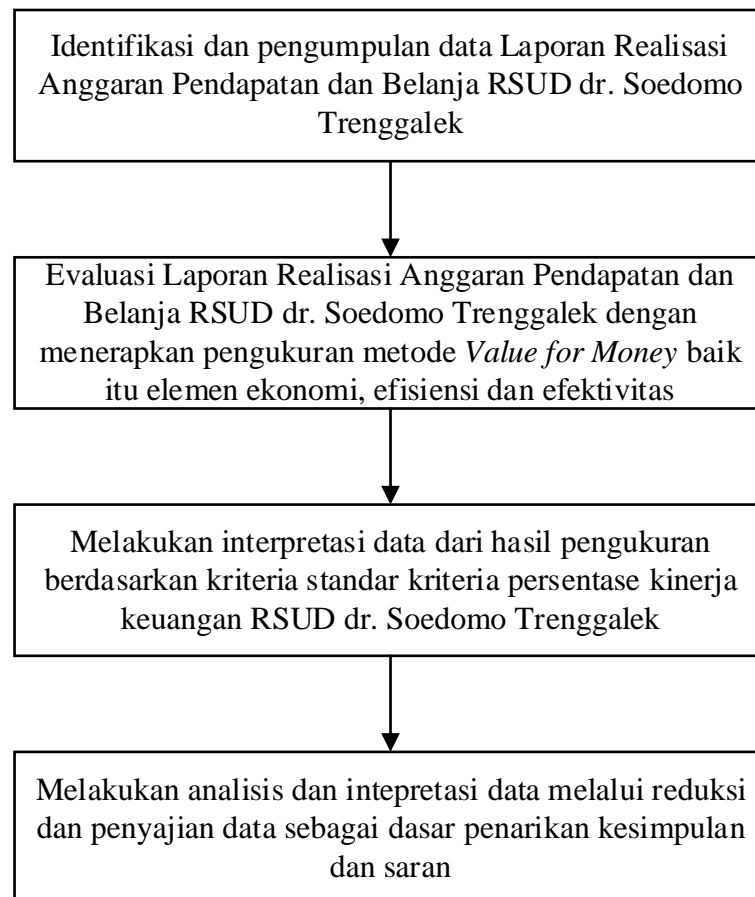 Identifikasi dan pengumpulan data Laporan Realisasi
Anggaran Pendapatan dan Belanja RSUD dr. Soedomo
Trenggalek
Evaluasi Laporan Realisasi Anggaran Pendapatan dan
Belanja RSUD dr. Soedomo Trenggalek dengan
menerapkan pengukuran metode Value for Money baik
itu elemen ekonomi, efisiensi dan efektivitas
Melakukan interpretasi data dari hasil pengukuran
berdasarkan kriteria standar kriteria persentase kinerja
keuangan RSUD dr. Soedomo Trenggalek
Melakukan analisis dan intepretasi data melalui reduksi
dan penyajian data sebagai dasar penarikan kesimpulan
dan saran